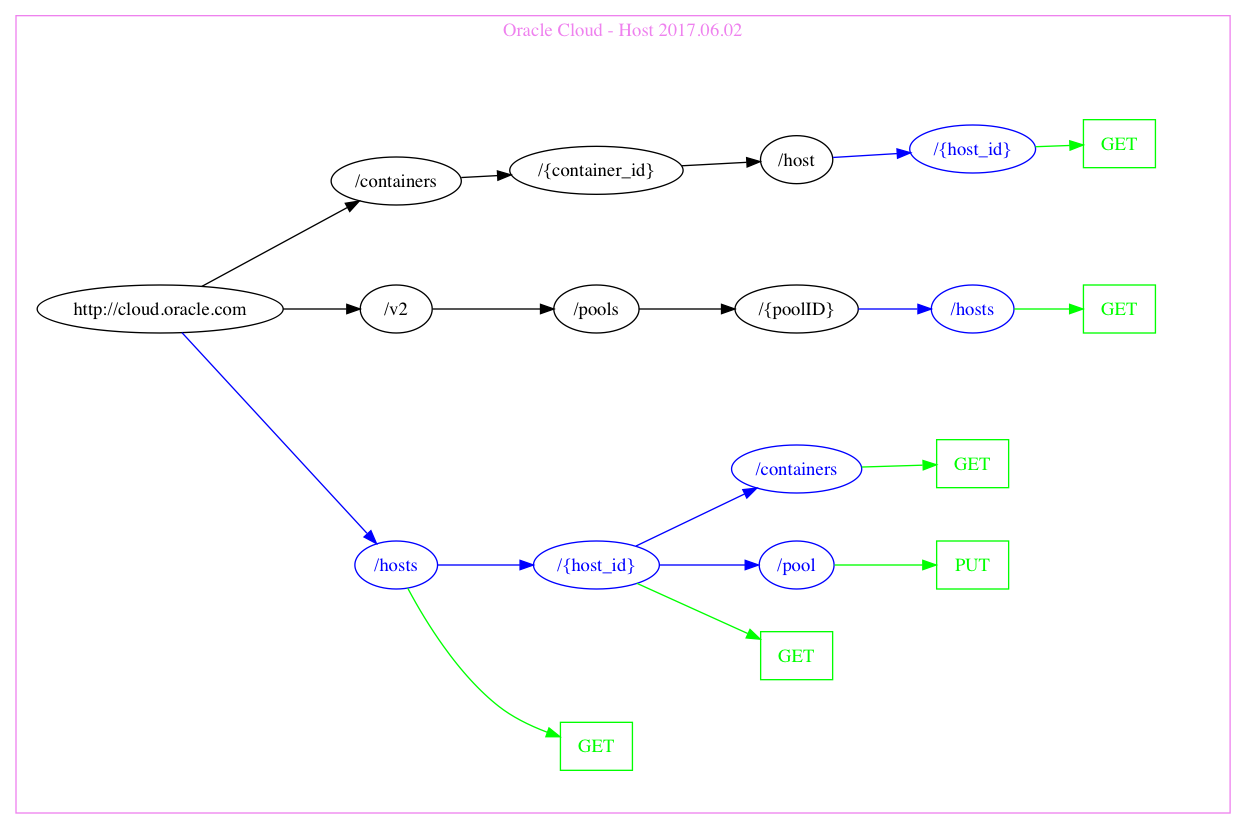 Oracle Cloud - Host 2017.06.02
/containers
/{container_id}
/host
/{host_id}
GET
http://cloud.oracle.com
/v2
/pools
/{poolID}
/hosts
GET
/containers
GET
/hosts
/{host_id}
/pool
PUT
GET
GET